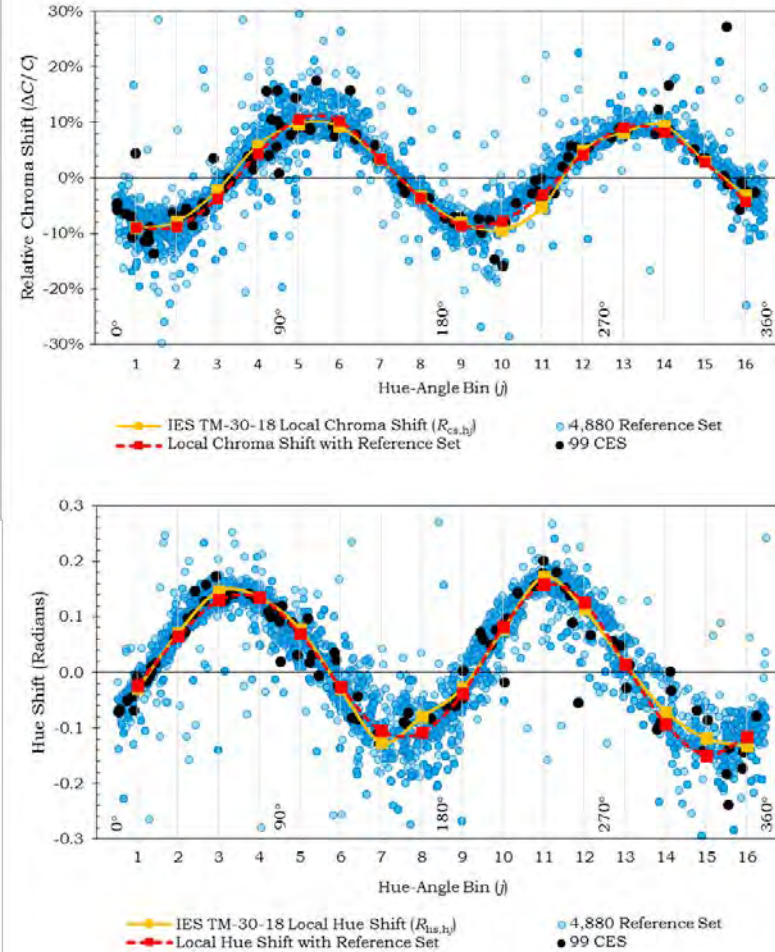 30%
20%
10%
0%
-10%
-20%
-30%
Relative Chroma Shift (ΔC/C)
0°
90°
180°
270°
360°
1 2 3 4 5 6 7 8 9 10 11 12 13 14 15 16
Hue-Angle Bin (j)
IES TM-30-18 Local Chroma Shift (Rcs,hj)
4,880 Reference Set
Local Chroma Shift with Reference Set
99 CES
0.3
0.2
0.1
0.0
-0.1
-0.2
-0.3
Hue Shift (Radians)
0°
90°
180°
270°
360°
1 2 3 4 5 6 7 8 9 10 11 12 13 14 15 16
Hue-Angle Bin (j)
IES TM-30-18 Local Hue Shift (Rhs,hj)
4,880 Reference Set
Local Hue Shift with Reference Set
99 CES